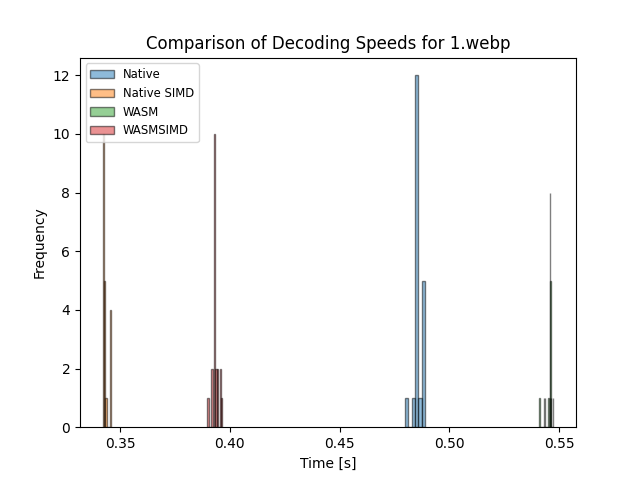 Comparison of Decoding Speeds for 1.webp
Native
Native SIMD
WASM
WASMSIMD
12
10
8
6
4
2
0
Frequency
0.35 0.40 0.45 0.50 0.55
Time [s]